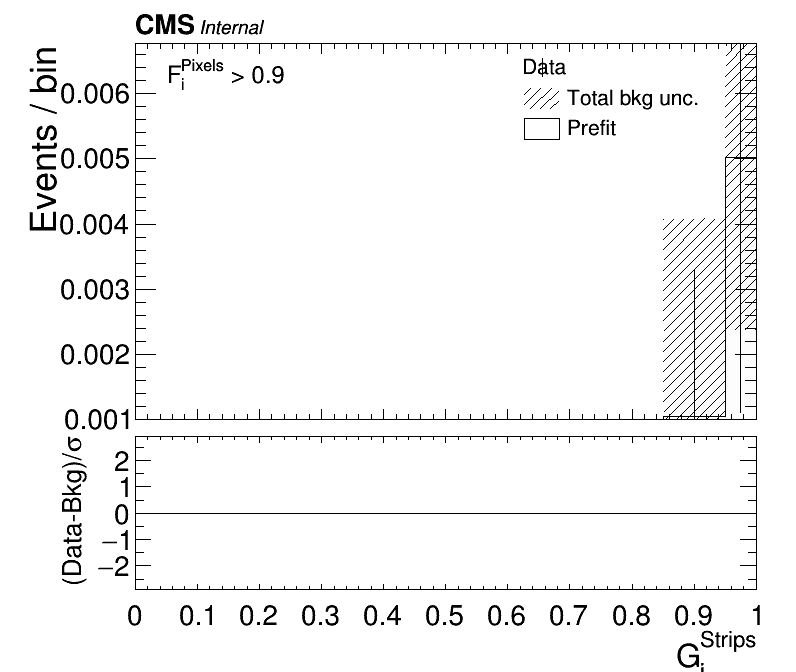 CMS Internal
F_i^Pixels > 0.9
Data
Total bkg unc.
Prefit
Events / bin
0.006
0.005
0.004
0.003
0.002
0.001
(Data-Bkg)/σ
2
1
0
−1
−2
0 0.1 0.2 0.3 0.4 0.5 0.6 0.7 0.8 0.9 1
G_i^Strips